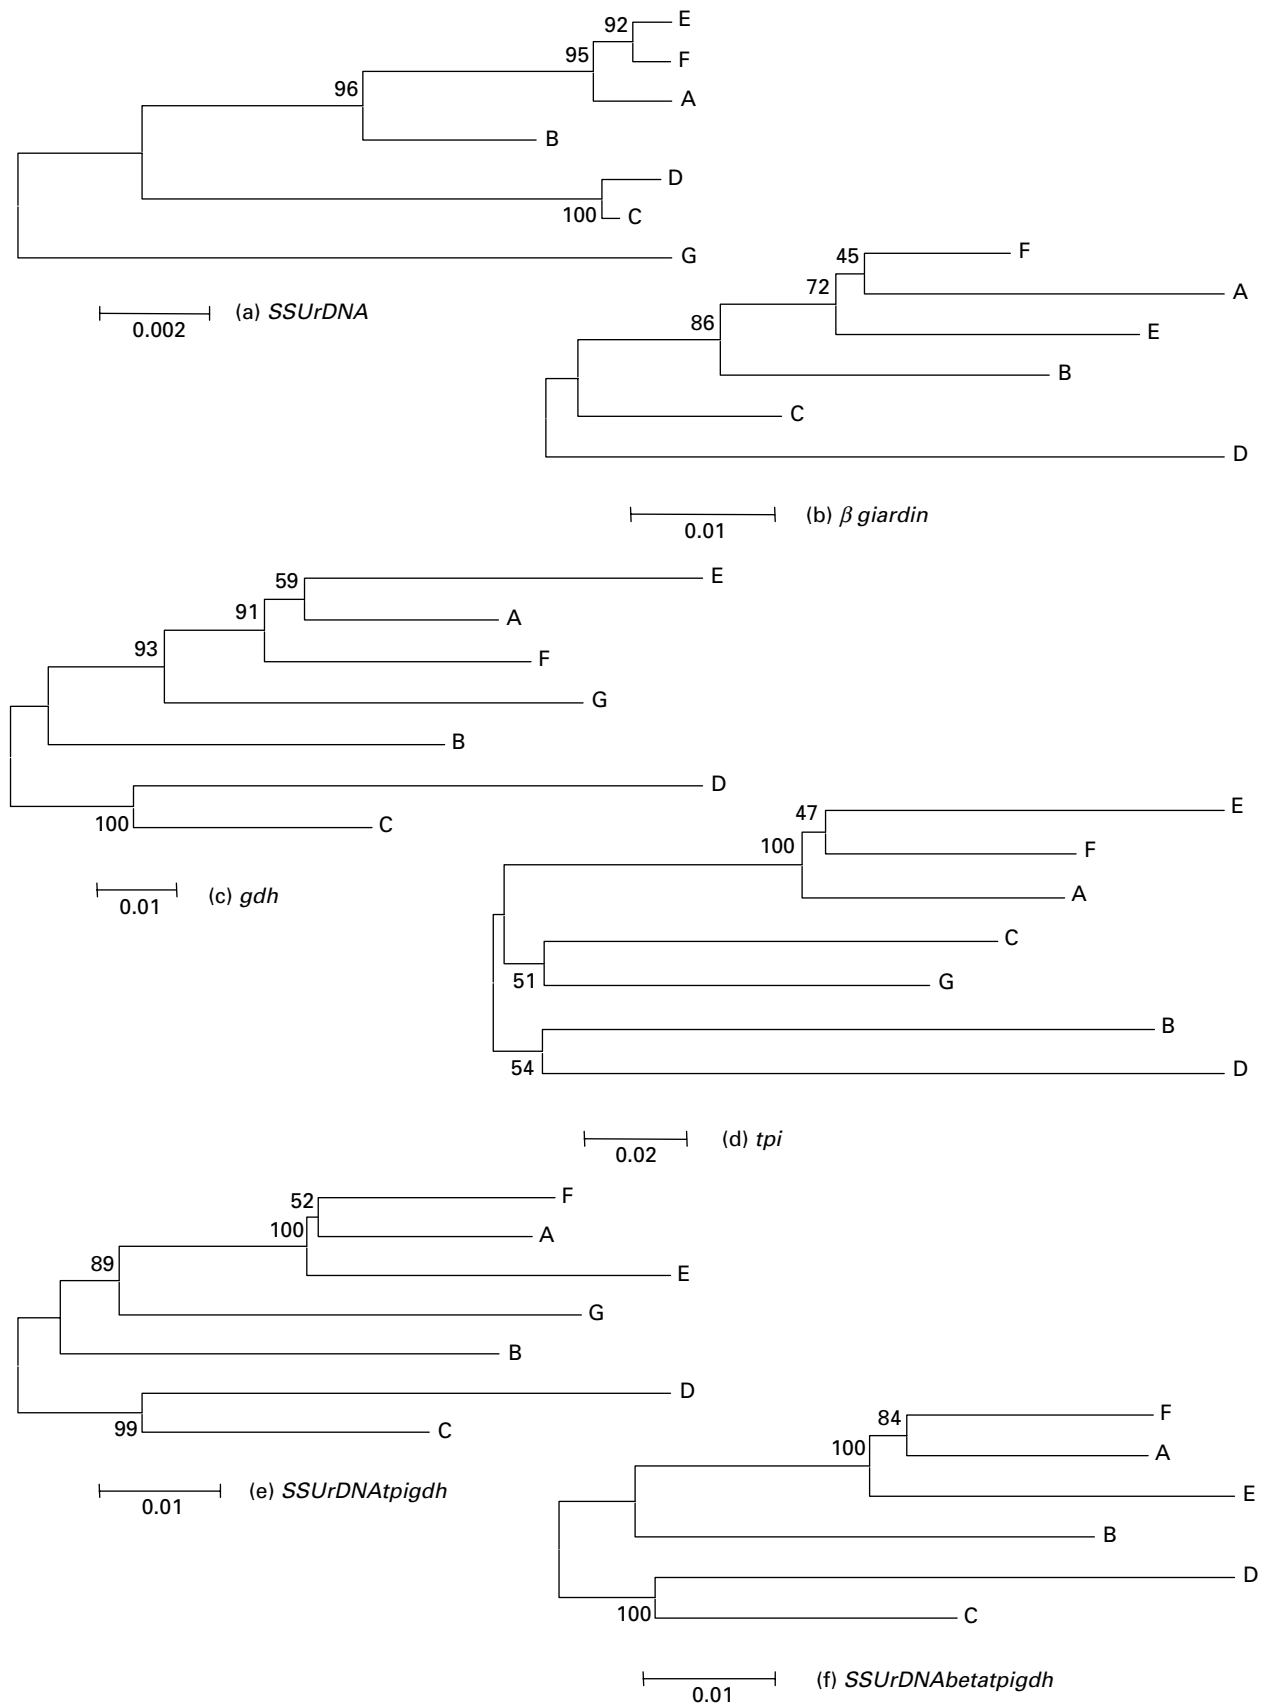 92
E
95
F
96
A
B
D
100
C
G
0.002
(a) SSUrDNA
45
F
72
A
86
E
B
C
D
0.01
(b) β giardin
59
E
91
A
93
F
G
B
D
100
C
0.01
(c) gdh
47
E
100
F
A
C
51
G
B
54
D
0.02
(d) tpi
52
F
100
A
89
E
G
B
D
99
C
0.01
(e) SSUrDNAtpigdh
84
F
100
A
E
B
D
100
C
0.01
(f) SSUrDNAbetatpigdh